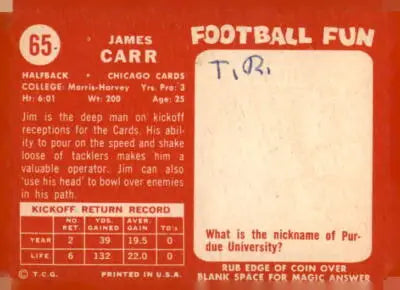 65
JAMES
CARR
HALFBACK • CHICAGO CARDS
COLLEGE: Morris-Harvey Yrs. Pro: 3
Ht: 6:01 Wt: 200 Age: 25
Jim is the deep man on kickoff
receptions for the Cards. His abil-
ity to pour on the speed and shake
loose of tacklers makes him a
valuable operator. Jim can also
'use his head' to bowl over enemies
in his path.
KICKOFF RETURN RECORD
NO. RET. YDS. GAINED AVER. GAIN TD's
YEAR 2 39 19.5 0
LIFE 6 132 22.0 0
© T.C.G. PRINTED IN U.S.A.
FOOTBALL FUN
T.R.
What is the nickname of Pur-
due University?
RUB EDGE OF COIN OVER
BLANK SPACE FOR MAGIC ANSWER